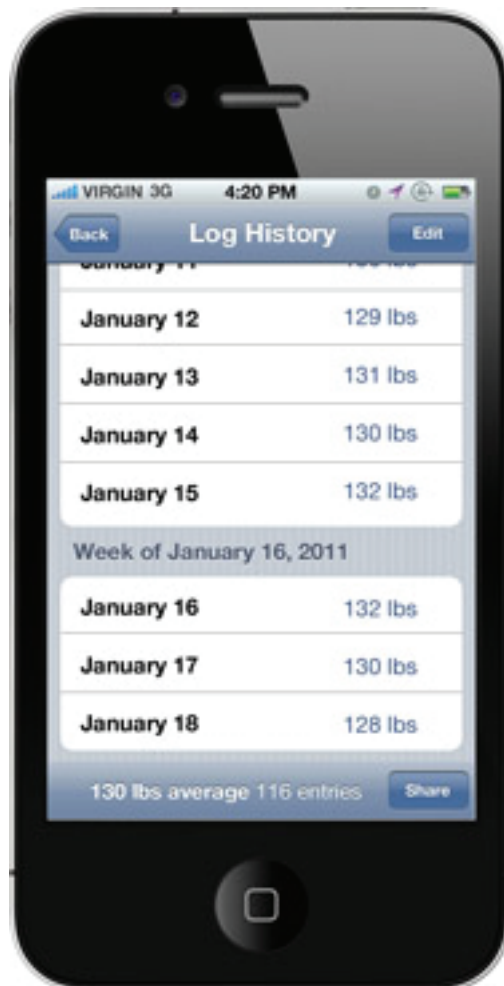 VIRGIN 3G 4:20 PM
Back Log History Edit
January 11
January 12 129 lbs
January 13 131 lbs
January 14 130 lbs
January 15 132 lbs
Week of January 16, 2011
January 16 132 lbs
January 17 130 lbs
January 18 128 lbs
130 lbs average 116 entries Share